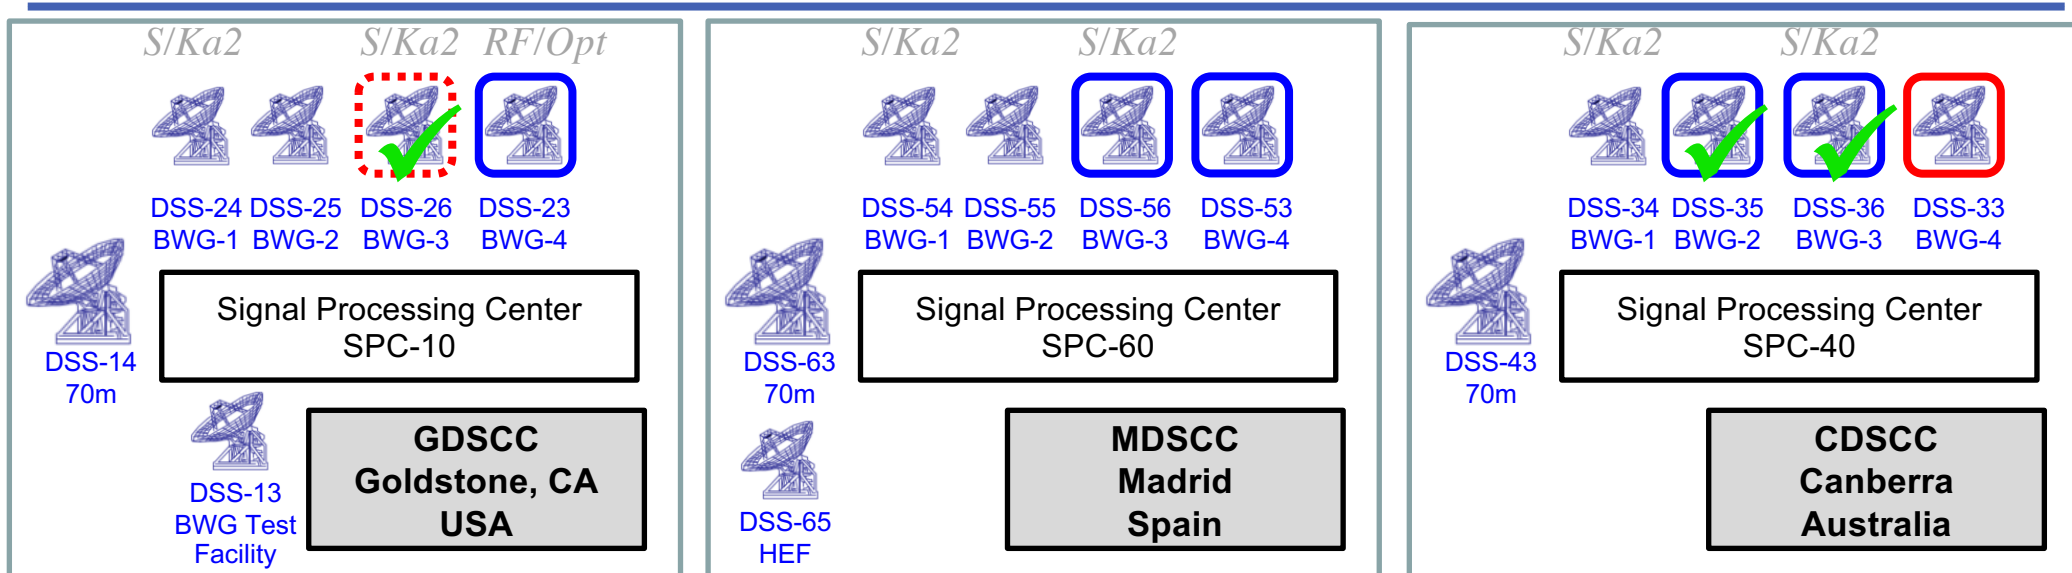 S/Ka2 S/Ka2 RF/Opt
DSS-24 DSS-25 DSS-26 DSS-23
BWG-1 BWG-2 BWG-3 BWG-4
Signal Processing Center
SPC-10
DSS-14
70m
DSS-13
BWG Test
Facility
GDSCC
Goldstone, CA
USA
S/Ka2 S/Ka2
DSS-54 DSS-55 DSS-56 DSS-53
BWG-1 BWG-2 BWG-3 BWG-4
Signal Processing Center
SPC-60
DSS-63
70m
DSS-65
HEF
MDSCC
Madrid
Spain
S/Ka2 S/Ka2
DSS-34 DSS-35 DSS-36 DSS-33
BWG-1 BWG-2 BWG-3 BWG-4
Signal Processing Center
SPC-40
DSS-43
70m
CDSCC
Canberra
Australia